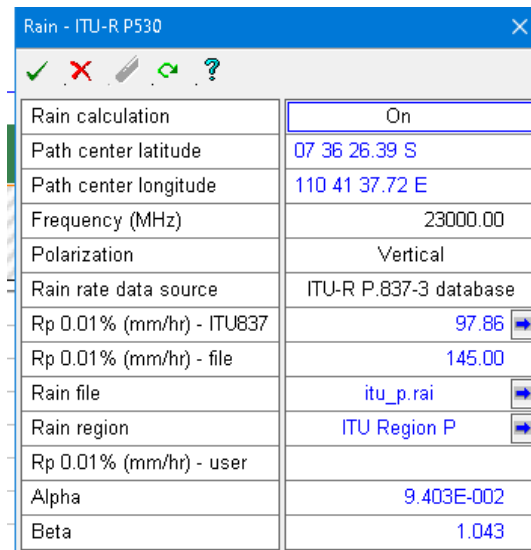 Rain - ITU-R P530
Rain calculation On
Path center latitude 07 36 26.39 S
Path center longitude 110 41 37.72 E
Frequency (MHz) 23000.00
Polarization Vertical
Rain rate data source ITU-R P.837-3 database
Rp 0.01% (mm/hr) - ITU837 97.86
Rp 0.01% (mm/hr) - file 145.00
Rain file itu_p.rai
Rain region ITU Region P
Rp 0.01% (mm/hr) - user
Alpha 9.403E-002
Beta 1.043